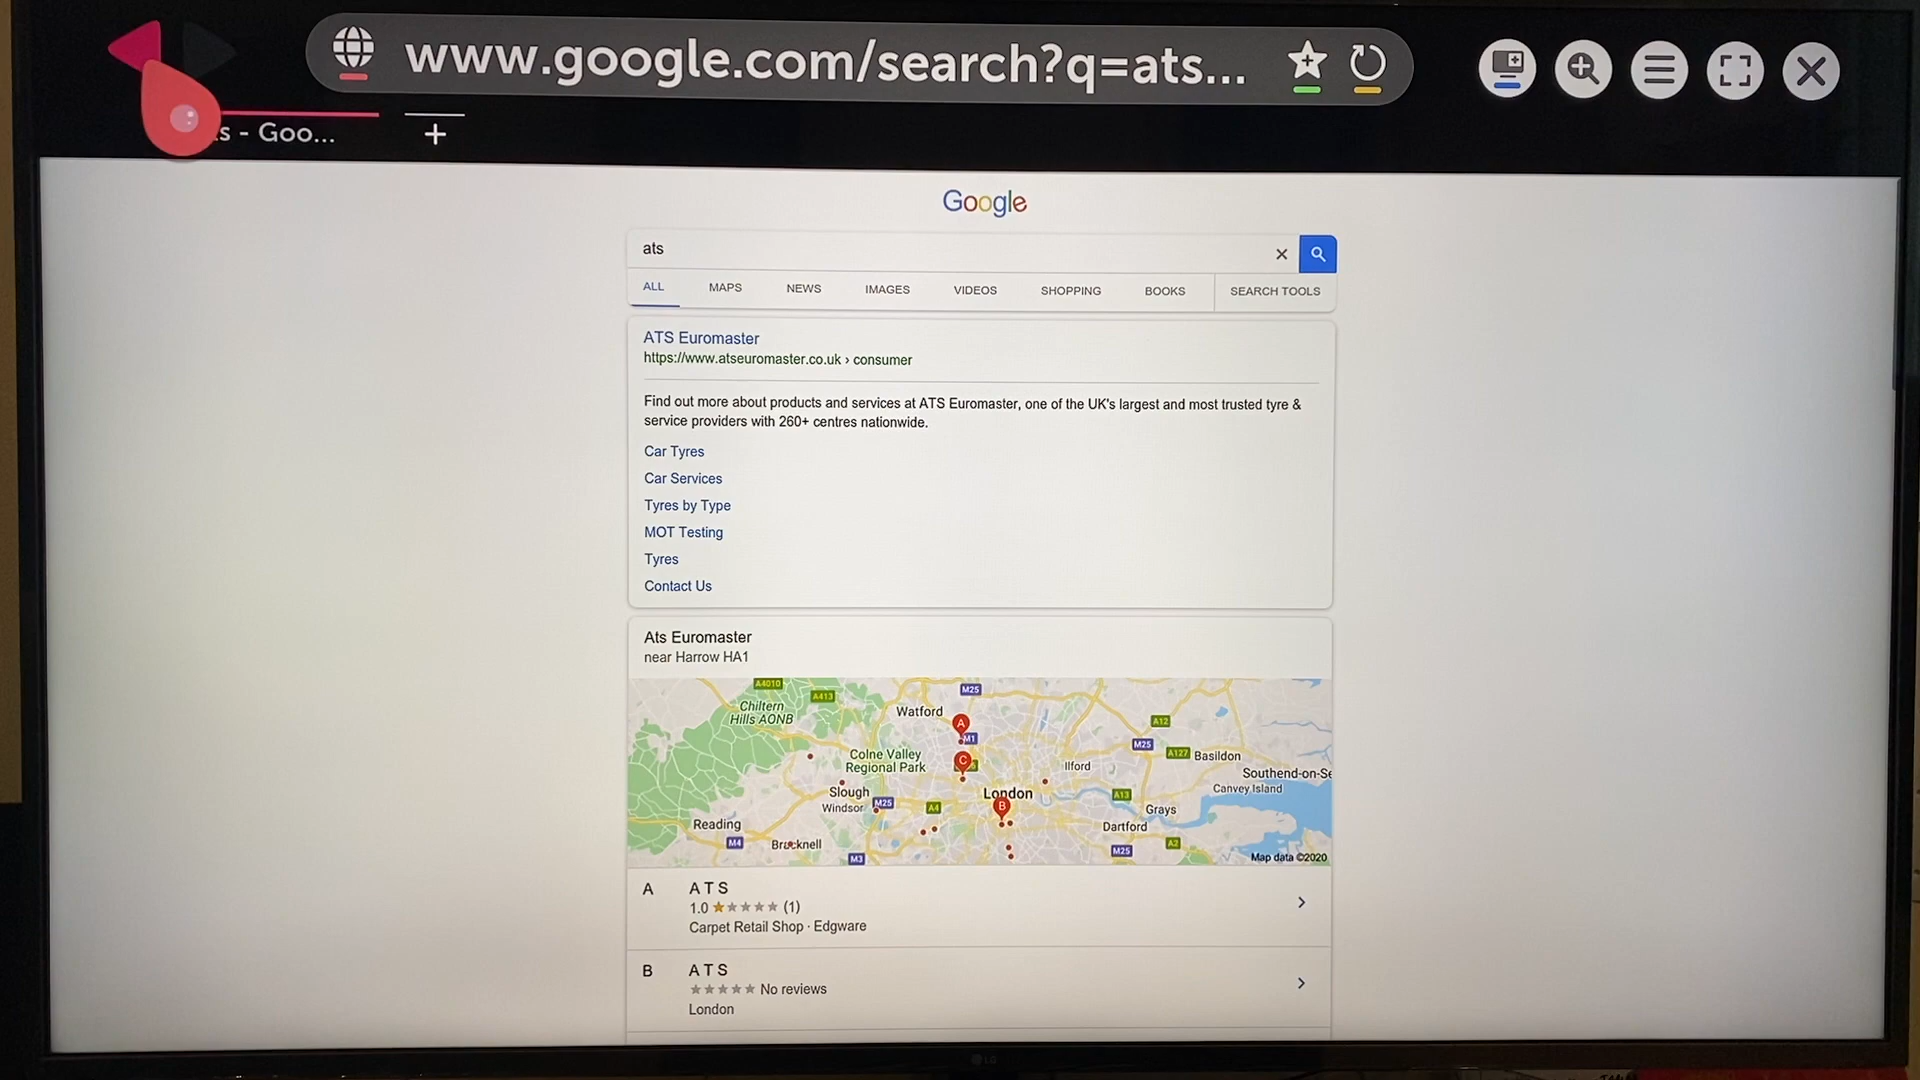 www.google.com/search?q=ats...
s - Goo...
+
Google
ats
ALL MAPS NEWS IMAGES VIDEOS SHOPPING BOOKS SEARCH TOOLS
ATS Euromaster
https://www.atseuromaster.co.uk › consumer
Find out more about products and services at ATS Euromaster, one of the UK's largest and most trusted tyre &
service providers with 260+ centres nationwide.
Car Tyres
Car Services
Tyres by Type
MOT Testing
Tyres
Contact Us
Ats Euromaster
near Harrow HA1
A4010
M25
A413
Chiltern
Hills AONB
Watford
A
A12
M1
M25
Colne Valley
Regional Park
A127
Basildon
C
Ilford
Southend-on-Se
Slough
London
A13
Canvey Island
Windsor
M25
A4
B
Grays
Reading
Dartford
M4
Bracknell
M3
M25
A2
Map data ©2020
A A T S
1.0 (1)
Carpet Retail Shop · Edgware
B A T S
No reviews
London
LG